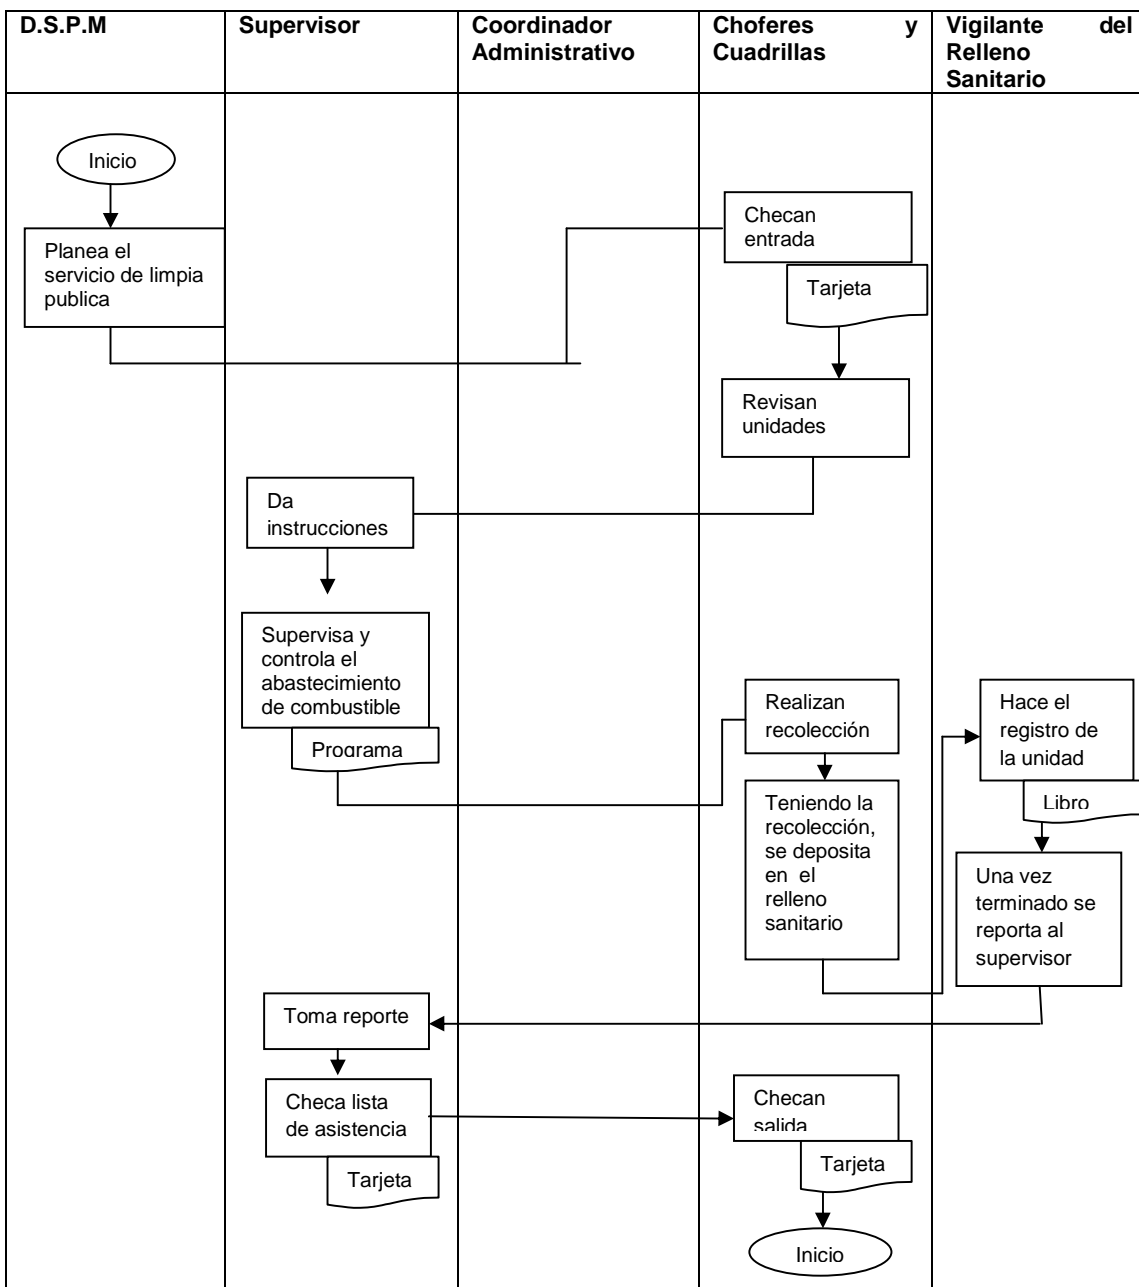 D.S.P.M
Supervisor
Coordinador
Administrativo
Choferes y
Cuadrillas
Vigilante del
Relleno
Sanitario
Inicio
Planea el
servicio de limpia
publica
Checan
entrada
Tarjeta
Revisan
unidades
Da
instrucciones
Supervisa y
controla el
abastecimiento
de combustible
Programa
Realizan
recolección
Teniendo la
recolección,
se deposita
en el
relleno
sanitario
Hace el
registro de
la unidad
Libro
Una vez
terminado se
reporta al
supervisor
Toma reporte
Checa lista
de asistencia
Tarjeta
Checan
salida
Tarjeta
Inicio